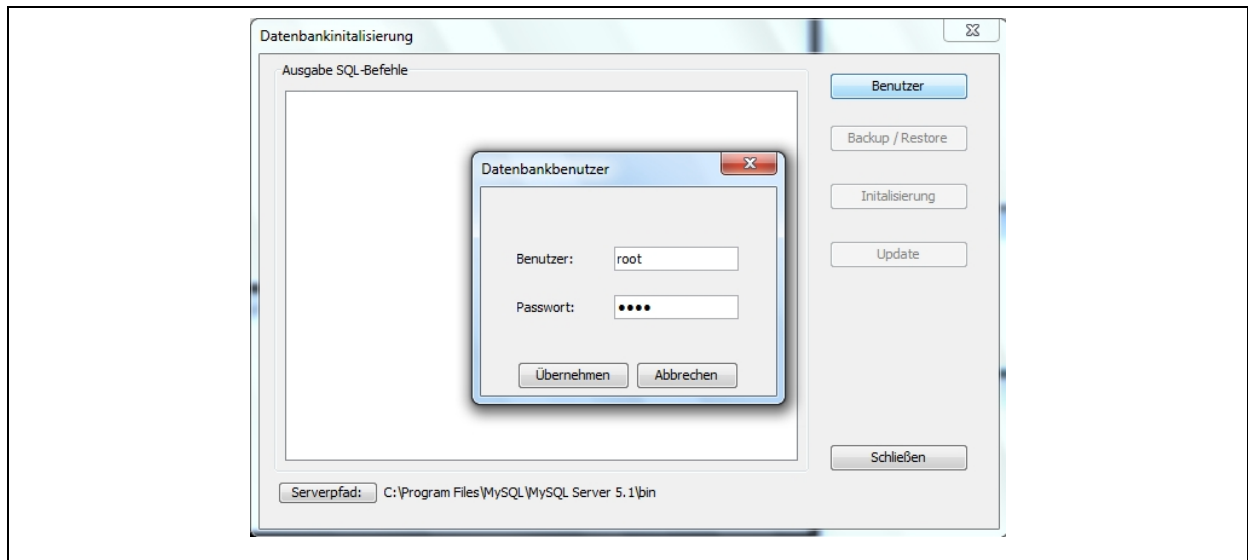 Datenbankinitalisierung
Ausgabe SQL-Befehle
Benutzer
Backup / Restore
Initalisierung
Update
Schließen
Datenbankbenutzer
Benutzer: root
Passwort: ••••
Übernehmen Abbrechen
Serverpfad: C:\Program Files\MySQL\MySQL Server 5.1\bin